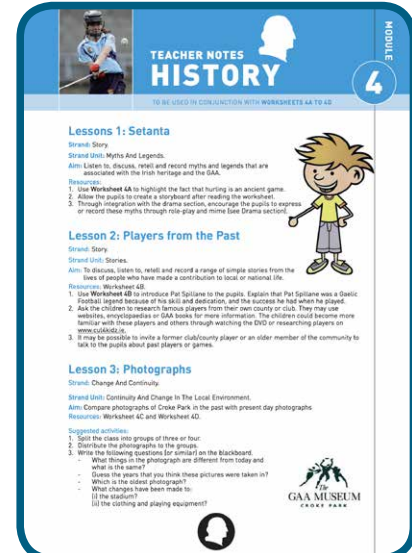 TEACHER NOTES
HISTORY
MODULE
4
TO BE USED IN CONJUNCTION WITH WORKSHEETS 4A TO 4D
Lessons 1: Setanta
Strand: Story.
Strand Unit: Myths And Legends.
Aim: Listen to, discuss, retell and record myths and legends that are
associated with the Irish heritage and the GAA.
Resources:
1. Use Worksheet 4A to highlight the fact that hurling is an ancient game.
2. Allow the pupils to create a storyboard after reading the worksheet.
3. Through integration with the drama section, encourage the pupils to express
or record these myths through role-play and mime (see Drama section).
Lesson 2: Players from the Past
Strand: Story.
Strand Unit: Stories.
Aim: To discuss, listen to, retell and record a range of simple stories from the
lives of people who have made a contribution to local or national life.
Resources: Worksheet 4B.
1. Use Worksheet 4B to introduce Pat Spillane to the pupils. Explain that Pat Spillane was a Gaelic
Football legend because of his skill and dedication, and the success he had when he played.
2. Ask the children to research famous players from their own county or club. They may use
websites, encyclopaedias or GAA books for more information. The children could become more
familiar with these players and others through watching the DVD or researching players on
www.cul4kidz.ie.
3. It may be possible to invite a former club/county player or an older member of the community to
talk to the pupils about past players or games.
Lesson 3: Photographs
Strand: Change And Continuity.
Strand Unit: Continuity And Change In The Local Environment.
Aim: Compare photographs of Croke Park in the past with present day photographs.
Resources: Worksheet 4C and Worksheet 4D.
Suggested activities:
1. Split the class into groups of three or four.
2. Distribute the photographs to the groups.
3. Write the following questions (or similar) on the blackboard.
- What things in the photograph are different from today and
what is the same?
- Guess the years that you think these pictures were taken in?
- Which is the oldest photograph?
- What changes have been made to:
(i) the stadium?
(ii) the clothing and playing equipment?
The
GAA MUSEUM
CROKE PARK